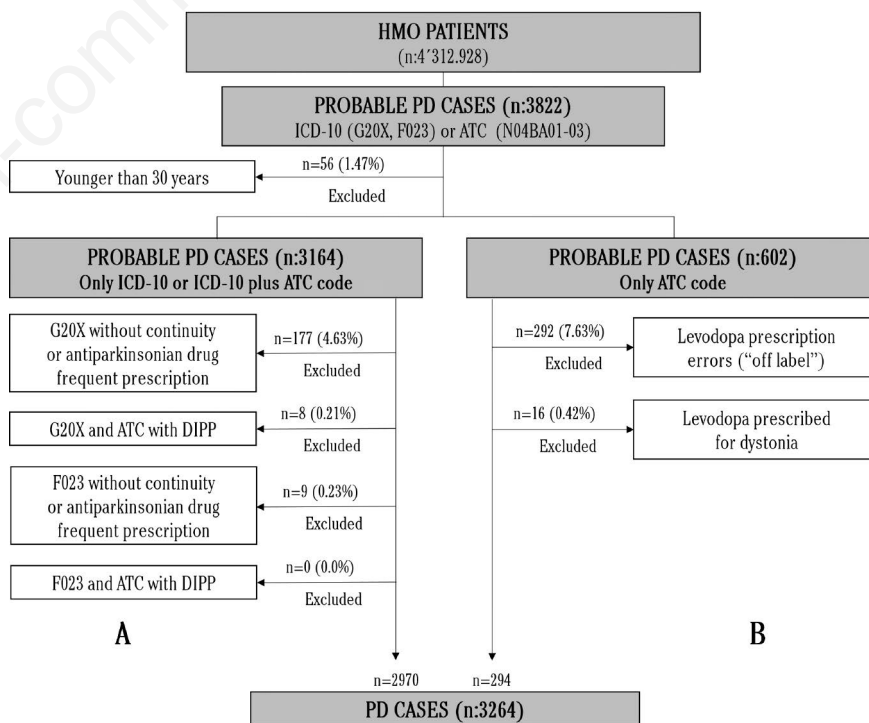 HMO PATIENTS
(n:4´312.928)
PROBABLE PD CASES (n:3822)
ICD-10 (G20X, F023) or ATC (N04BA01-03)
n=56 (1.47%)
Younger than 30 years
Excluded
PROBABLE PD CASES (n:3164)
Only ICD-10 or ICD-10 plus ATC code
PROBABLE PD CASES (n:602)
Only ATC code
G20X without continuity
or antiparkinsonian drug
frequent prescription
n=177 (4.63%)
Excluded
n=292 (7.63%)
Excluded
Levodopa prescription
errors (“off label”)
G20X and ATC with DIPP
n=8 (0.21%)
Excluded
n=16 (0.42%)
Excluded
Levodopa prescribed
for dystonia
F023 without continuity
or antiparkinsonian drug
frequent prescription
n=9 (0.23%)
Excluded
F023 and ATC with DIPP
n=0 (0.0%)
Excluded
A
B
n=2970
n=294
PD CASES (n:3264)